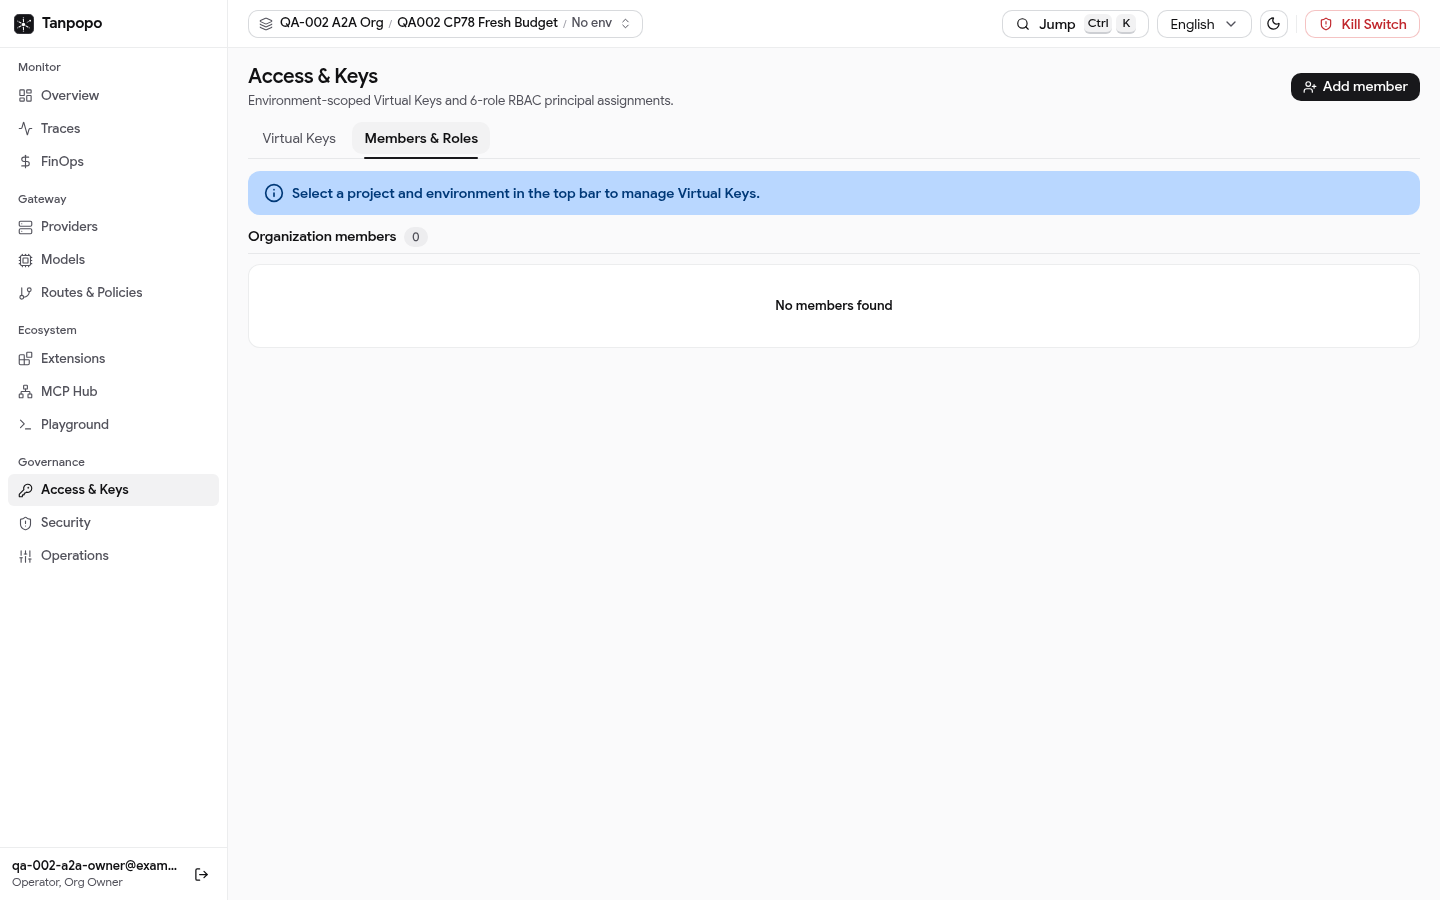 Tanpopo
QA-002 A2A Org / QA002 CP78 Fresh Budget / No env
Jump Ctrl K
English
Kill Switch
Monitor
Overview
Traces
FinOps
Gateway
Providers
Models
Routes & Policies
Ecosystem
Extensions
MCP Hub
Playground
Governance
Access & Keys
Security
Operations
qa-002-a2a-owner@exam...
Operator, Org Owner
Access & Keys
Environment-scoped Virtual Keys and 6-role RBAC principal assignments.
Add member
Virtual Keys
Members & Roles
Select a project and environment in the top bar to manage Virtual Keys.
Organization members 0
No members found